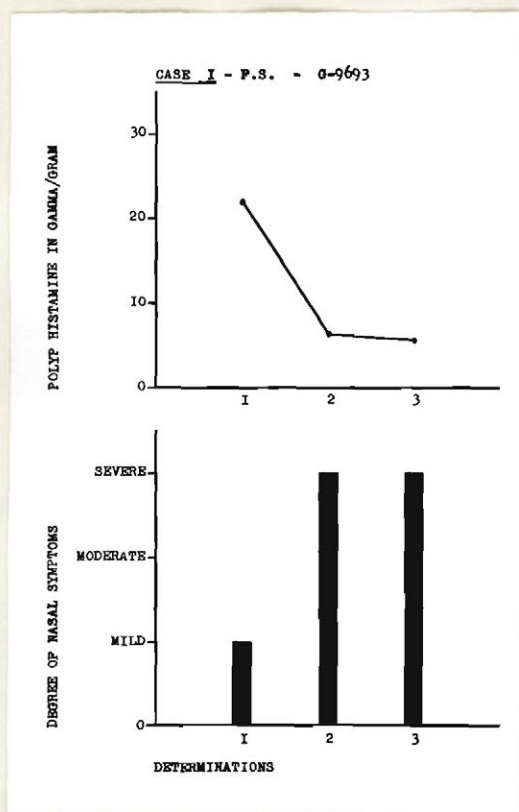 CASE I - P.S. - G-9693
POLYP HISTAMINE IN GAMMA/GRAM
30
20
10
0
I 2 3
DEGREE OF NASAL SYMPTOMS
SEVERE
MODERATE
MILD
0
I 2 3
DETERMINATIONS